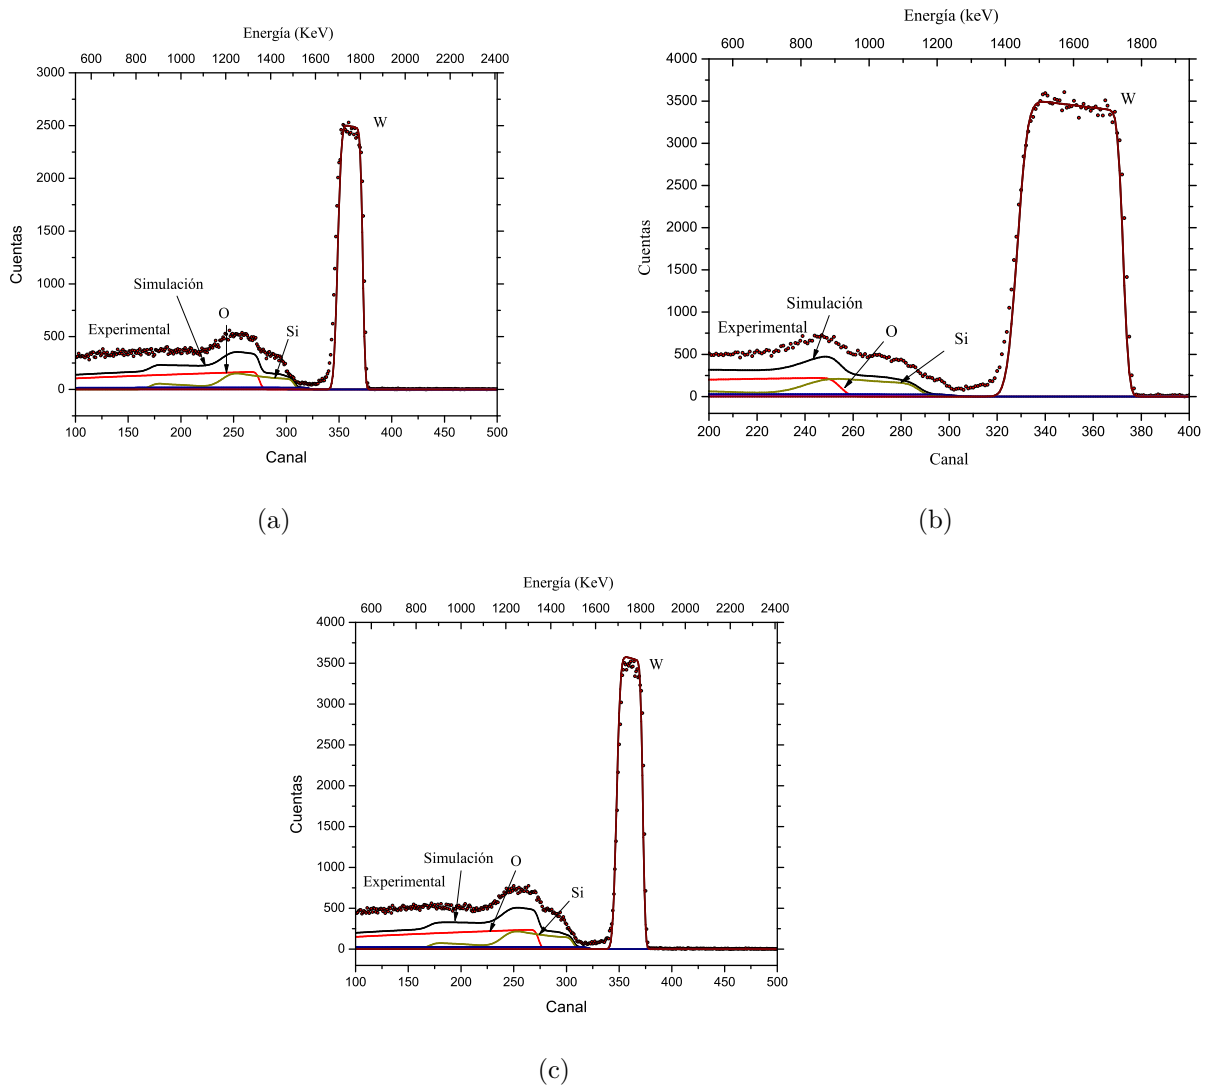 Energía (KeV)
600 800 1000 1200 1400 1600 1800 2000 2200 2400
3000
2500
2000
1500
1000
500
0
Cuentas
W
Simulación
O
Experimental
Si
100 150 200 250 300 350 400 450 500
Canal
(a)
Energía (keV)
600 800 1000 1200 1400 1600 1800
4000
3500
3000
2500
2000
1500
1000
500
0
Cuentas
W
Simulación
Experimental
O
Si
200 220 240 260 280 300 320 340 360 380 400
Canal
(b)
Energía (KeV)
600 800 1000 1200 1400 1600 1800 2000 2200 2400
4000
3500
3000
2500
2000
1500
1000
500
0
Cuentas
W
Simulación
O
Experimental
Si
100 150 200 250 300 350 400 450 500
Canal
(c)